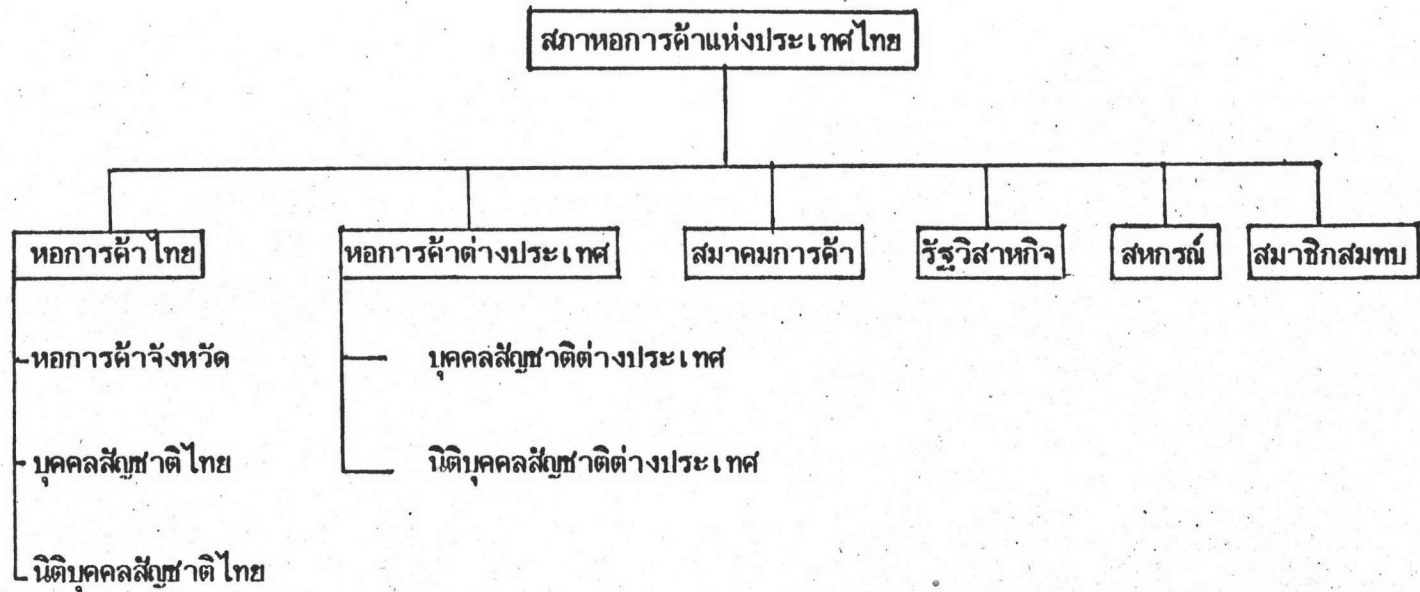 สภาหอการค้าแห่งประเทศไทย
หอการค้าไทย
หอการค้าต่างประเทศ
สมาคมการค้า
รัฐวิสาหกิจ
สหกรณ์
สมาชิกสมทบ
-หอการค้าจังหวัด
บุคคลสัญชาติต่างประเทศ
บุคคลสัญชาติไทย
นิติบุคคลสัญชาติต่างประเทศ
นิติบุคคลสัญชาติไทย